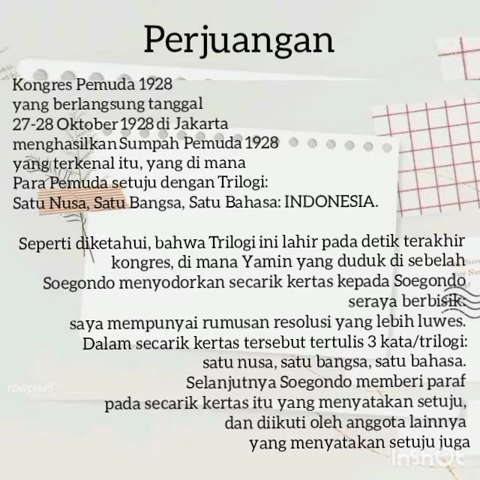 Perjuangan
Kongres Pemuda 1928
yang berlangsung tanggal
27-28 Oktober 1928 di Jakarta
menghasilkan Sumpah Pemuda 1928
yang terkenal itu, yang di mana
Para Pemuda setuju dengan Trilogi:
Satu Nusa, Satu Bangsa, Satu Bahasa: INDONESIA.
Seperti diketahui, bahwa Trilogi ini lahir pada detik terakhir
kongres, di mana Yamin yang duduk di sebelah
Soegondo menyodorkan secarik kertas kepada Soegondo
seraya berbisik:
saya mempunyai rumusan resolusi yang lebih luwes.
Dalam secarik kertas tersebut tertulis 3 kata/trilogi:
satu nusa, satu bangsa, satu bahasa.
Selanjutnya Soegondo memberi paraf
pada secarik kertas itu yang menyatakan setuju,
dan diikuti oleh anggota lainnya
yang menyatakan setuju juga
InShOt